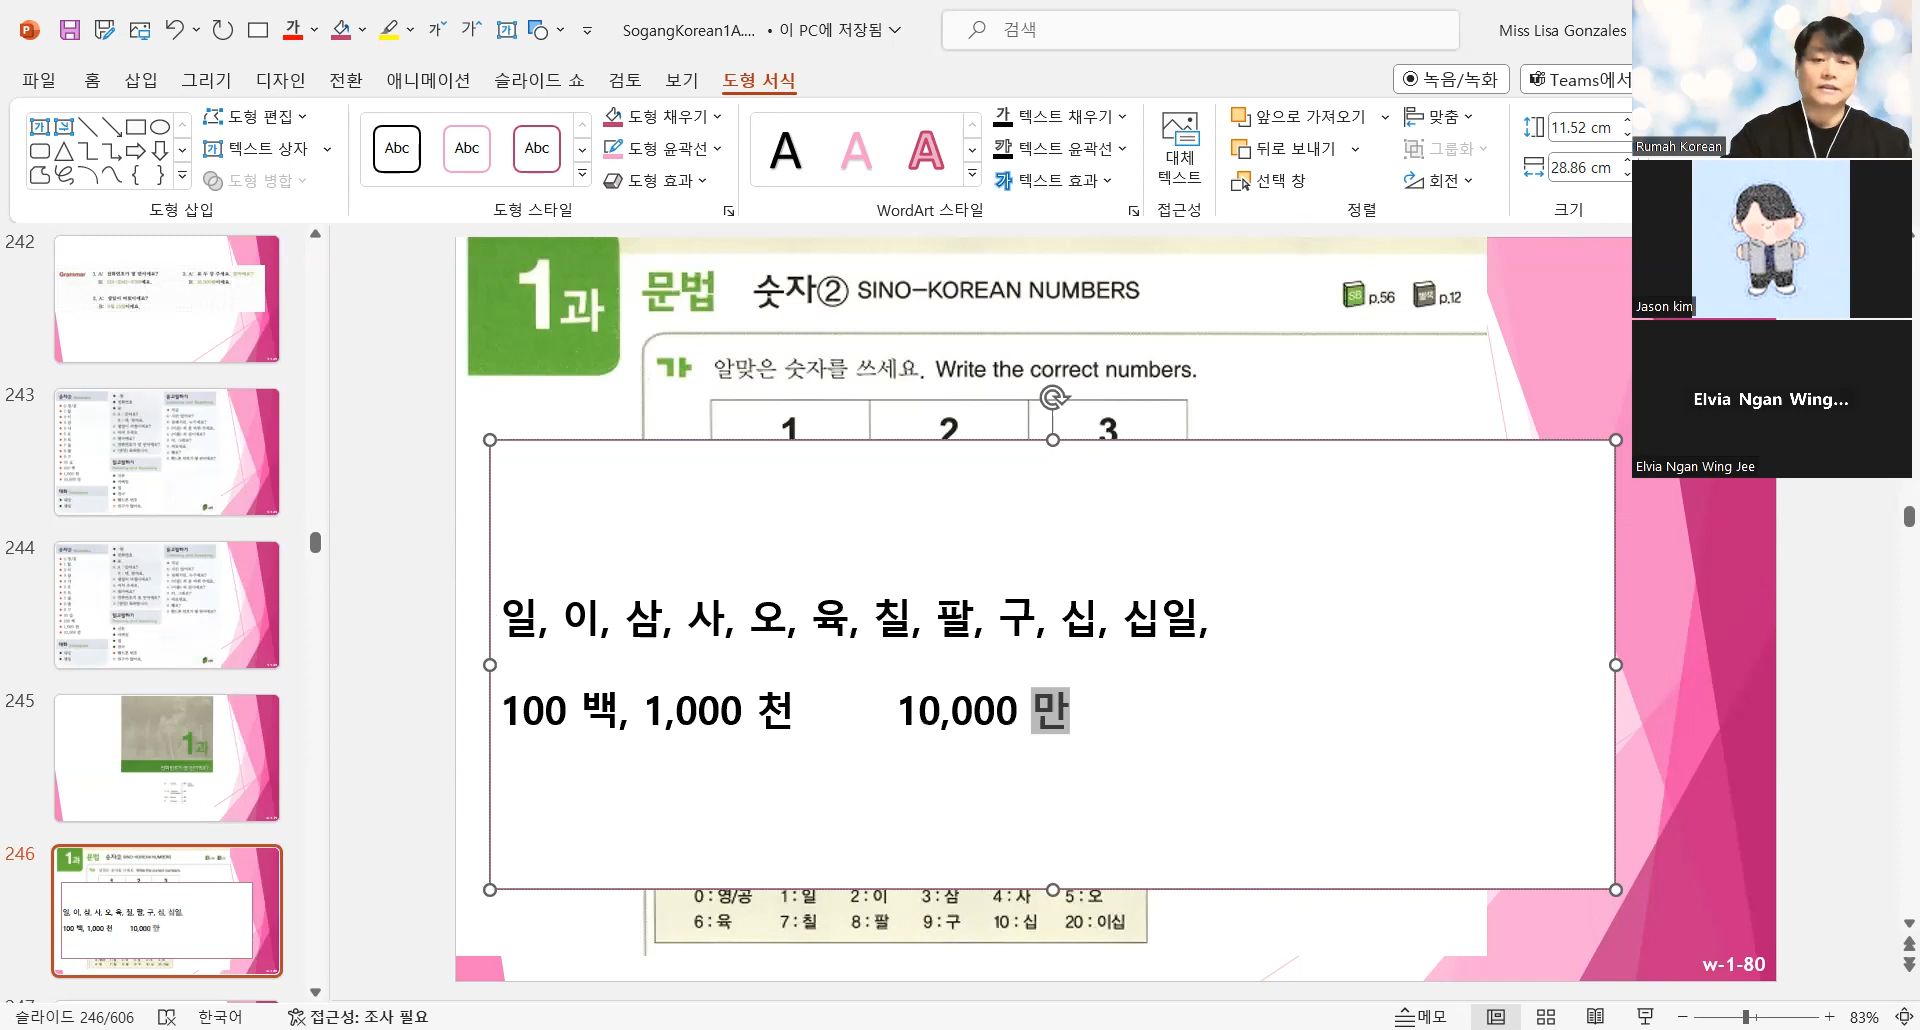 SogangKorean1A.... • 이 PC에 저장됨
검색
Miss Lisa Gonzales
파일 홈 삽입 그리기 디자인 전환 애니메이션 슬라이드 쇼 검토 보기 도형 서식
녹음/녹화
Teams에서
도형 편집
텍스트 상자
도형 병합
도형 삽입
Abc Abc Abc
도형 채우기
도형 윤곽선
도형 효과
도형 스타일
A A A
텍스트 채우기
텍스트 윤곽선
텍스트 효과
WordArt 스타일
대체
텍스트
접근성
앞으로 가져오기
뒤로 보내기
선택 창
맞춤
그룹화
회전
정렬
11.52 cm
28.86 cm
크기
Rumah Korean
Jason kim
Elvia Ngan Wing...
Elvia Ngan Wing Jee
242
243
244
245
246
1과 문법 숫자② SINO-KOREAN NUMBERS
SB p.56 p.12
가 알맞은 숫자를 쓰세요. Write the correct numbers.
1 2 3
일, 이, 삼, 사, 오, 육, 칠, 팔, 구, 십, 십일,
100 백, 1,000 천 10,000 만
0 : 영/공 1 : 일 2 : 이 3 : 삼 4 : 사 5 : 오
6 : 육 7 : 칠 8 : 팔 9 : 구 10 : 십 20 : 이십
w-1-80
슬라이드 246/606 한국어 접근성: 조사 필요
메모
83%